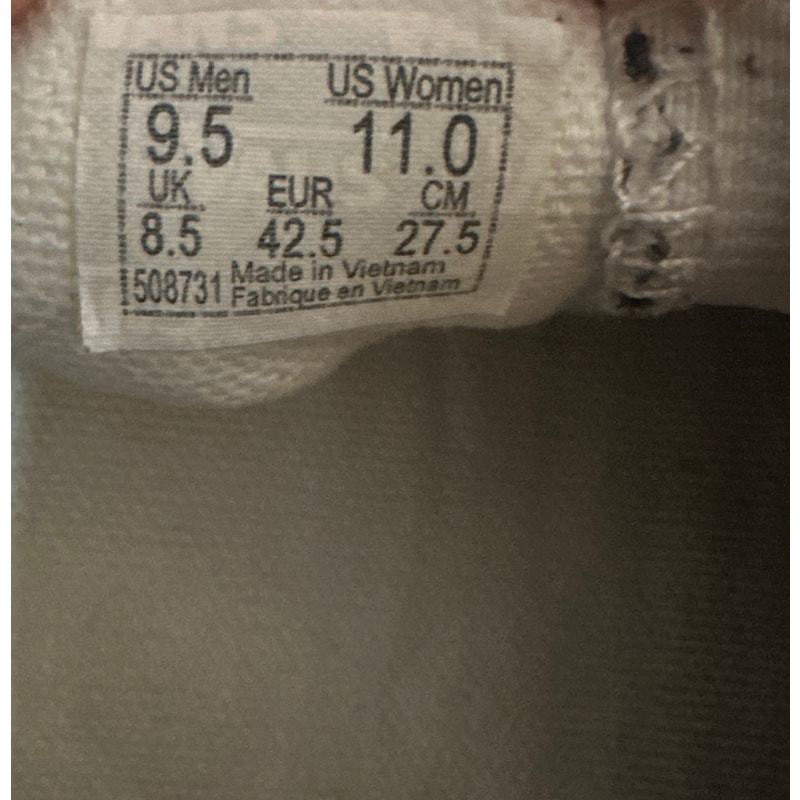 US Men US Women
9.5 11.0
UK EUR CM
8.5 42.5 27.5
508731 Made in Vietnam
Fabrique en Vietnam